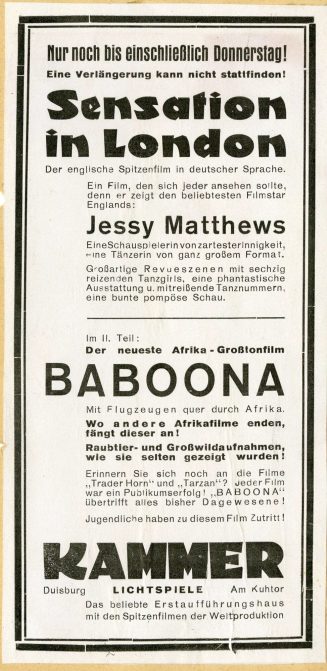 Nur noch bis einschließlich Donnerstag!
Eine Verlängerung kann nicht stattfinden!
Sensation
in London
Der englische Spitzenfilm in deutscher Sprache.
Ein Film, den sich jeder ansehen sollte,
denn er zeigt den beliebtesten Filmstar
Englands:
Jessy Matthews
Eine Schauspielerin von zartester Innigkeit,
eine Tänzerin von ganz großem Format.
Großartige Revueszenen mit sechzig
reizenden Tanzgirls, eine phantastische
Ausstattung u. mitreißende Tanznummern,
eine bunte pompöse Schau.
Im II. Teil:
Der neueste Afrika-Großtonfilm
BABOONA
Mit Flugzeugen quer durch Afrika.
Wo andere Afrikafilme enden,
fängt dieser an!
Raubtier- und Großwildaufnahmen,
wie sie selten gezeigt wurden!
Erinnern Sie sich noch an die Filme
„Trader Horn" und „Tarzan"? Jeder Film
war ein Publikumserfolg! „BABOONA"
übertrifft alles bisher Dagewesene!
Jugendliche haben zu diesem Film Zutritt!
KAMMER
Duisburg LICHTSPIELE Am Kuhtor
Das beliebte Erstaufführungshaus
mit den Spitzenfilmen der Weltproduktion